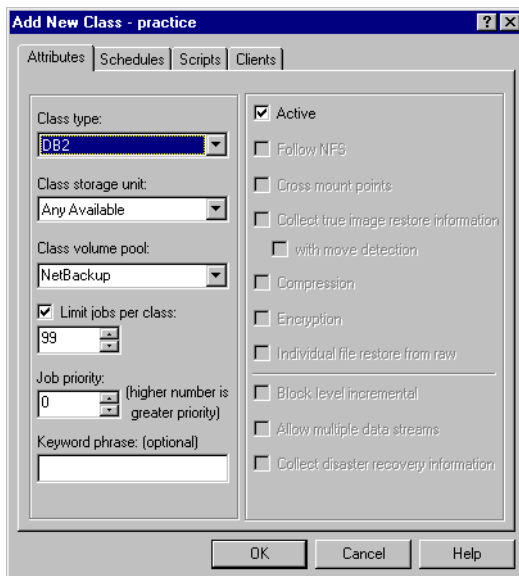 Add New Class - practice
Attributes
Schedules
Scripts
Clients
Class type:
DB2
Class storage unit:
Any Available
Class volume pool:
NetBackup
Limit jobs per class:
99
Job priority:
0
(higher number is
greater priority)
Keyword phrase: (optional)
Active
Follow NFS
Cross mount points
Collect true image restore information
with move detection
Compression
Encryption
Individual file restore from raw
Block level incremental
Allow multiple data streams
Collect disaster recovery information
OK
Cancel
Help